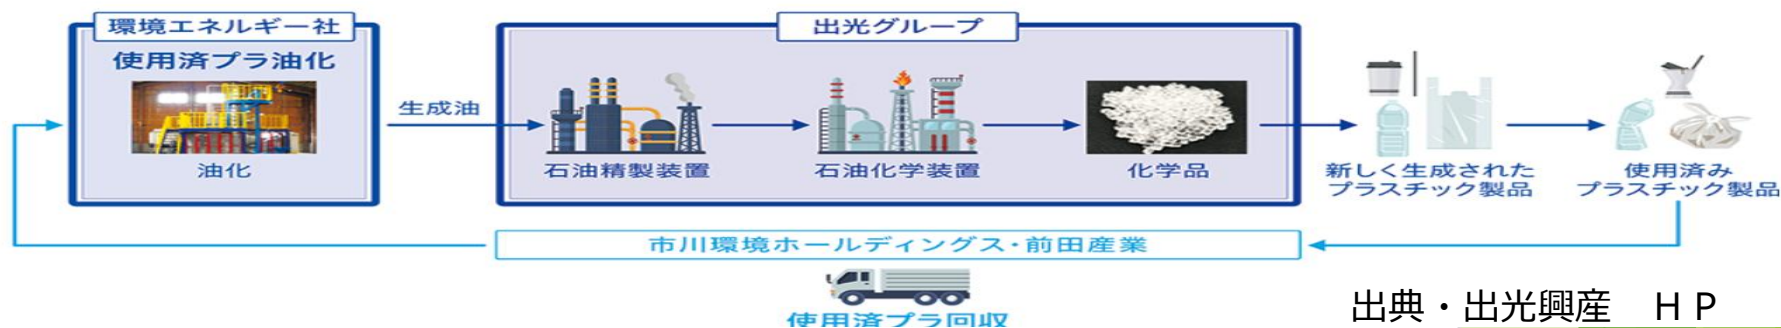 環境エネルギー社
使用済プラ油化
油化
生成油
出光グループ
石油精製装置
石油化学装置
化学品
新しく生成された
プラスチック製品
使用済み
プラスチック製品
市川環境ホールディングス・前田産業
使用済プラ回収
出典・出光興産　ＨＰ